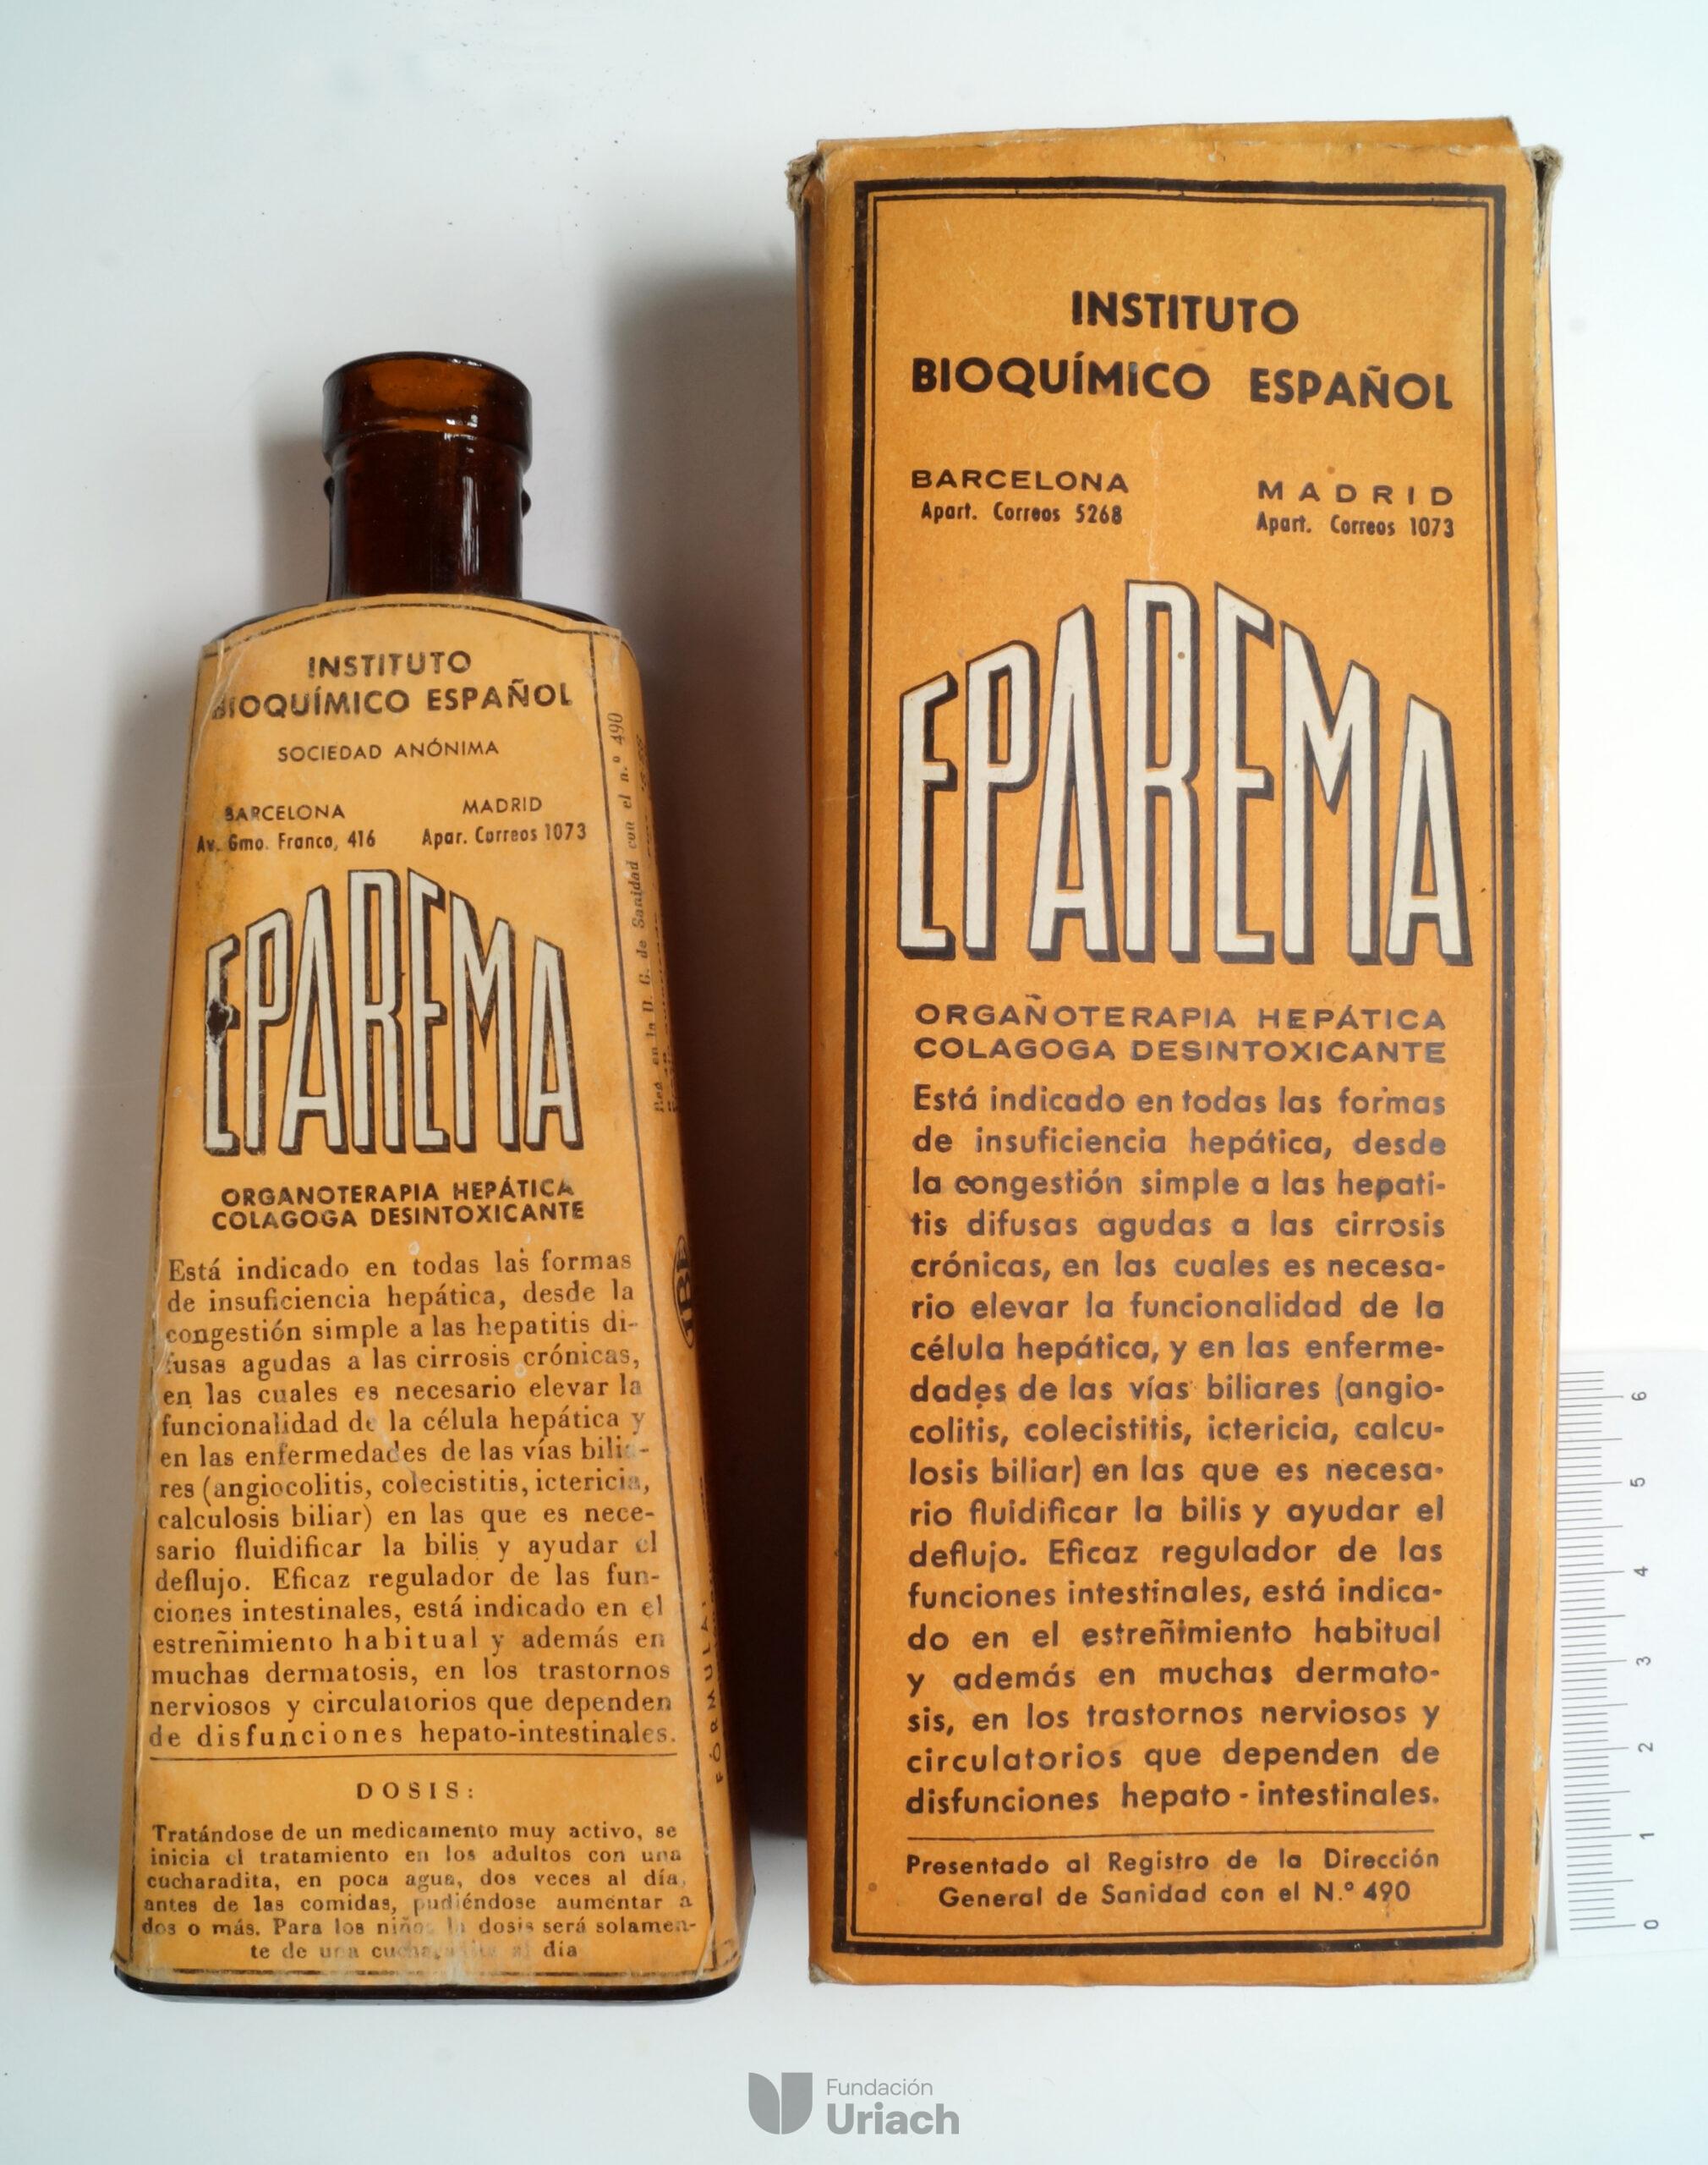 INSTITUTO
BIOQUÍMICO ESPAÑOL
SOCIEDAD ANÓNIMA
BARCELONA
Av. Gmo. Franco, 416
MADRID
Apar. Correos 1073
EPAREMA
ORGANOTERAPIA HEPÁTICA
COLAGOGA DESINTOXICANTE
Está indicado en todas las formas
de insuficiencia hepática, desde la
congestión simple a las hepatitis di-
fusas agudas a las cirrosis crónicas,
en las cuales es necesario elevar la
funcionalidad de la célula hepática y
en las enfermedades de las vías bilia-
res (angiocolitis, colecistitis, ictericia,
calculosis biliar) en las que es nece-
sario fluidificar la bilis y ayudar el
deflujo. Eficaz regulador de las fun-
ciones intestinales, está indicado en el
estreñimiento habitual y además en
muchas dermatosis, en los trastornos
nerviosos y circulatorios que dependen
de disfunciones hepato-intestinales.
DOSIS:
Tratándose de un medicamento muy activo, se
inicia el tratamiento en los adultos con una
cucharadita, en poca agua, dos veces al día,
antes de las comidas, pudiéndose aumentar a
dos o más. Para los niños la dosis será solamen-
te de una cucharadita al día
Reg. en la D. G. de Sanidad con el n.º 490
IBE
FÓRMULA:
INSTITUTO
BIOQUÍMICO ESPAÑOL
BARCELONA
Apart. Correos 5268
MADRID
Apart. Correos 1073
EPAREMA
ORGAÑOTERAPIA HEPÁTICA
COLAGOGA DESINTOXICANTE
Está indicado en todas las formas
de insuficiencia hepática, desde
la congestión simple a las hepati-
tis difusas agudas a las cirrosis
crónicas, en las cuales es necesa-
rio elevar la funcionalidad de la
célula hepática, y en las enferme-
dades de las vías biliares (angio-
colitis, colecistitis, ictericia, calcu-
losis biliar) en las que es necesa-
rio fluidificar la bilis y ayudar el
deflujo. Eficaz regulador de las
funciones intestinales, está indica-
do en el estreñimiento habitual
y además en muchas dermato-
sis, en los trastornos nerviosos y
circulatorios que dependen de
disfunciones hepato - intestinales.
Presentado al Registro de la Dirección
General de Sanidad con el N.º 490
6
5
4
3
2
1
0
Fundación
Uriach